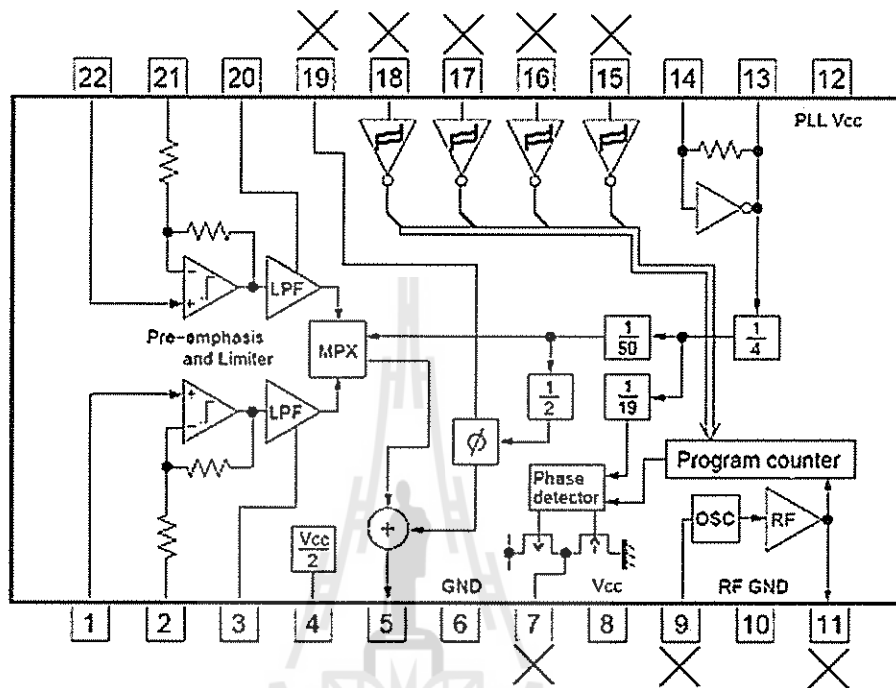 22 21 20 19 18 17 16 15 14 13 12
PLL Vcc
LPF
Pre-emphasis
and Limiter
MPX
1/50
1/4
1/2
1/19
LPF
ϕ
Program counter
Phase
detector
OSC
RF
+
Vcc/2
GND
Vcc
RF GND
1 2 3 4 5 6 7 8 9 10 11